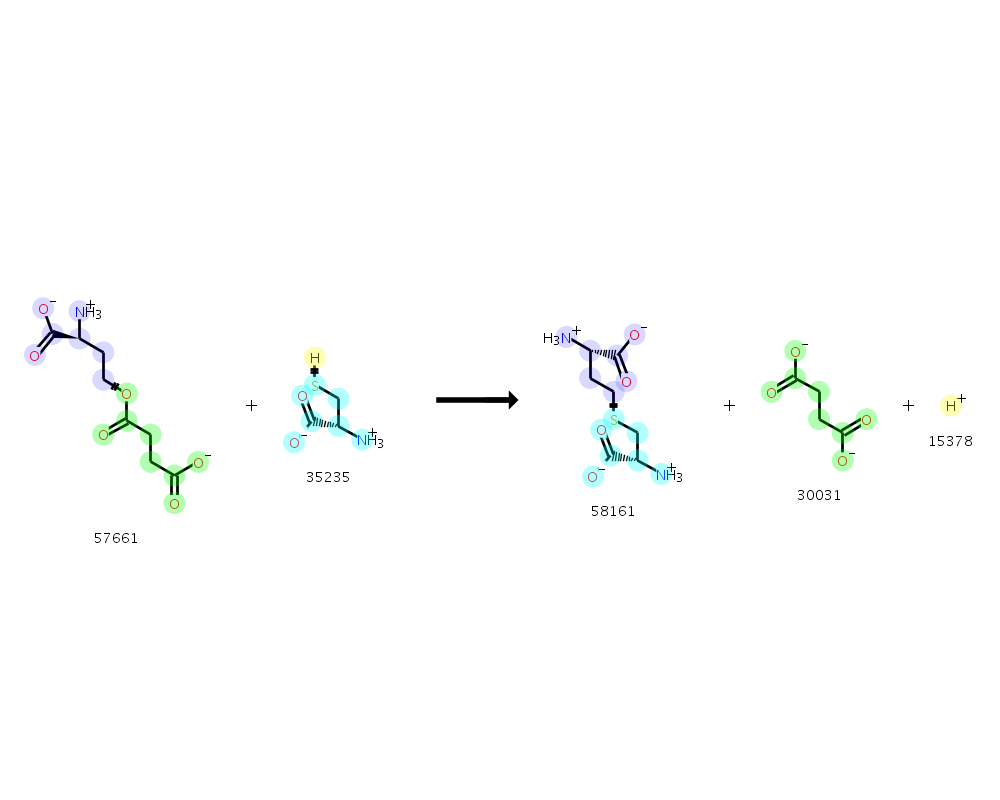 O⁻ NH₃⁺
O
O
O O⁻
O
57661
+
H
S
O
O⁻ NH₃⁺
35235
H₃N⁺ O⁻
O
S
O
O⁻ NH₃⁺
58161
+
O⁻
O O
O⁻
30031
+
H⁺
15378